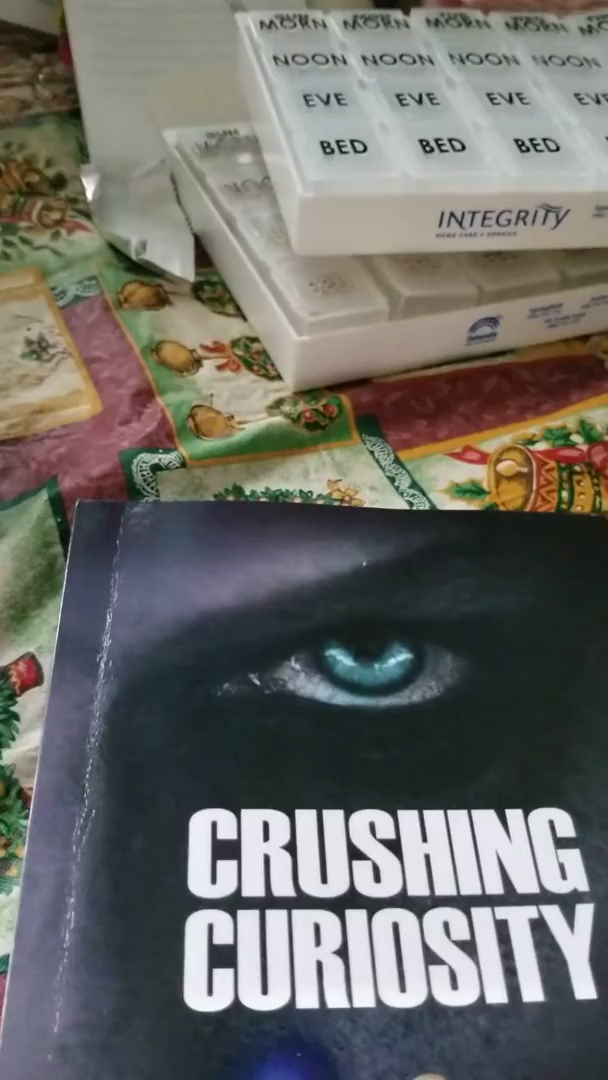 MORN MORN MORN MORN
NOON NOON NOON NOON
EVE EVE EVE EVE
BED BED BED
INTEGRITY
HOME CARE + HOSPICE
CRUSHING
CURIOSITY